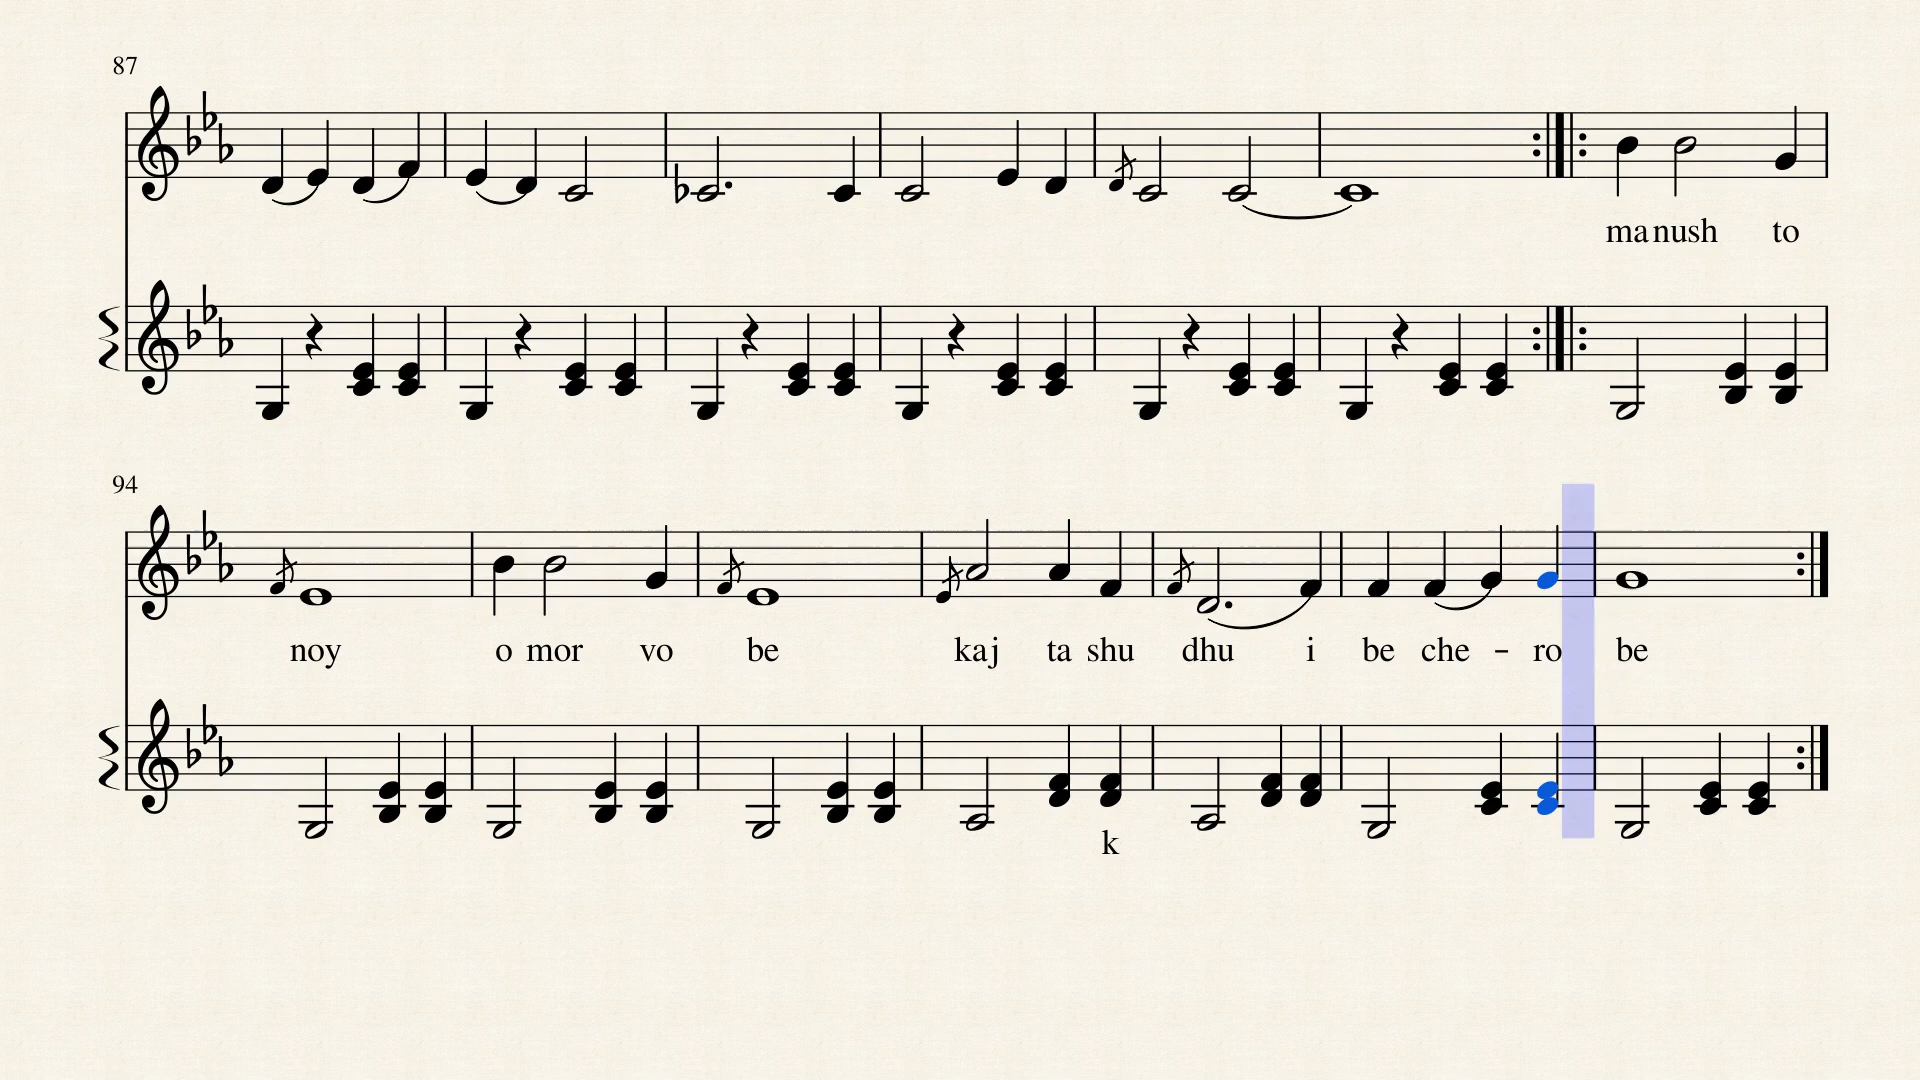 87
manush to
94
noy o mor vo be kaj ta shu dhu i be che - ro be
k